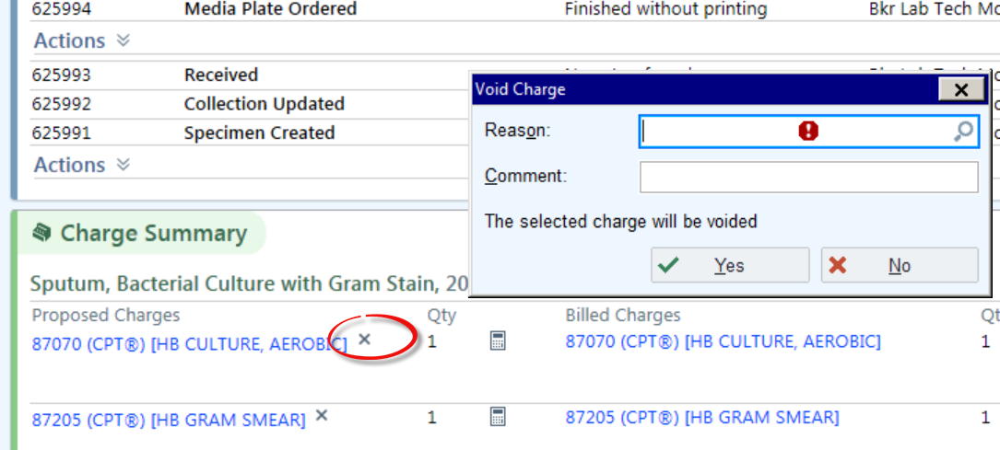 625994 Media Plate Ordered Finished without printing Bkr Lab Tech
Actions
625993 Received
625992 Collection Updated
625991 Specimen Created
Actions
Void Charge
Reason:
Comment:
The selected charge will be voided
Yes No
Charge Summary
Sputum, Bacterial Culture with Gram Stain, 20
Proposed Charges Qty Billed Charges Qt
87070 (CPT®) [HB CULTURE, AEROBIC] 1 87070 (CPT®) [HB CULTURE, AEROBIC] 1
87205 (CPT®) [HB GRAM SMEAR] 1 87205 (CPT®) [HB GRAM SMEAR] 1